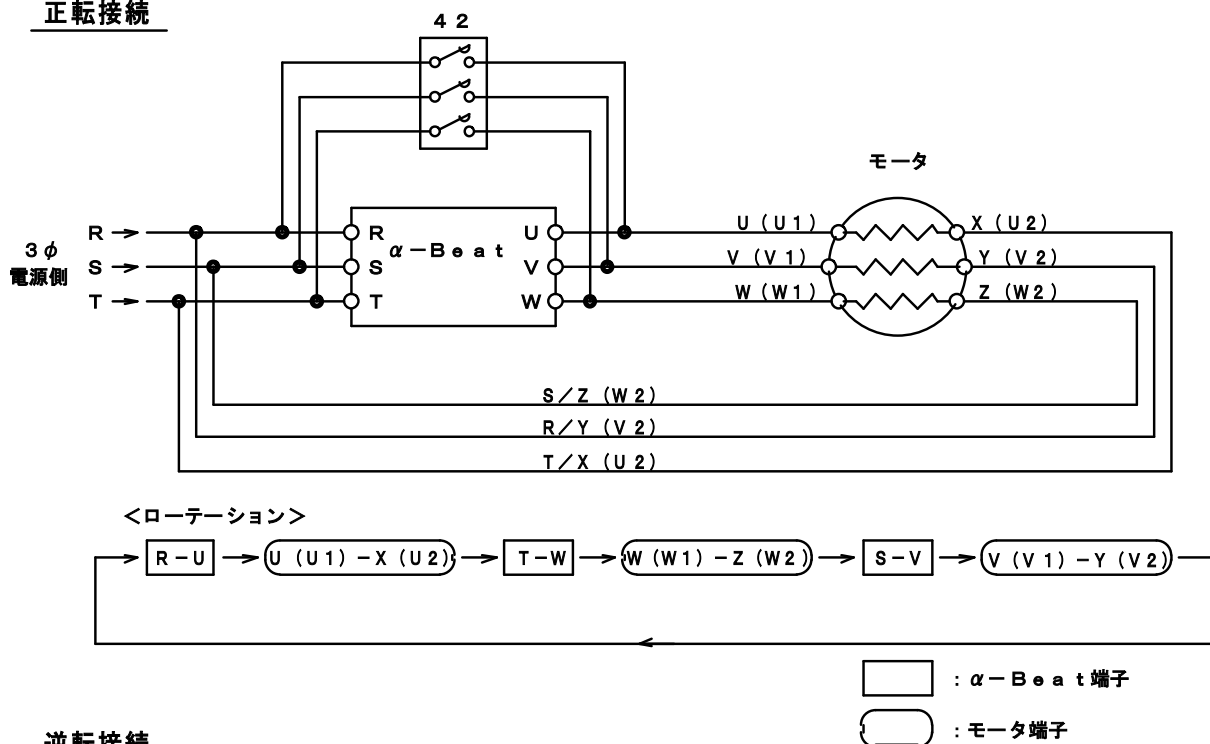 正転接続
42
モータ
3φ
電源側
R
S
T
R
S
T
α-Beat
U
V
W
U(U1)
V(V1)
W(W1)
X(U2)
Y(V2)
Z(W2)
S/Z(W2)
R/Y(V2)
T/X(U2)
<ローテーション>
R-U
U(U1)-X(U2)
T-W
W(W1)-Z(W2)
S-V
V(V1)-Y(V2)
:α-Beat端子
:モータ端子
逆転接続